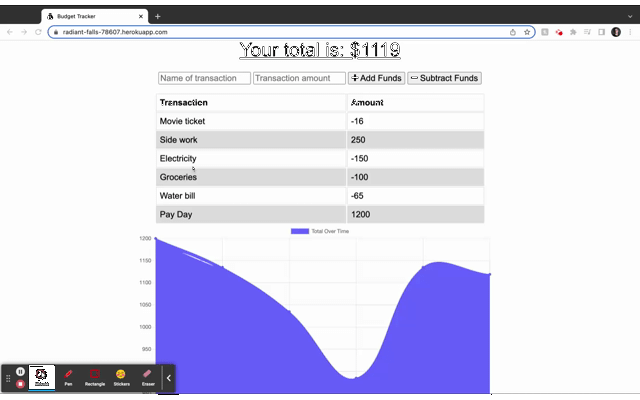 Budget Tracker
radiant-falls-78607.herokuapp.com
Your total is: $1119
Name of transaction Transaction amount Add Funds Subtract Funds
Transaction Amount
Movie ticket -16
Side work 250
Electricity -150
Groceries -100
Water bill -65
Pay Day 1200
Total Over Time
1200
1150
1100
1050
1000
950
Pen Rectangle Stickers Eraser